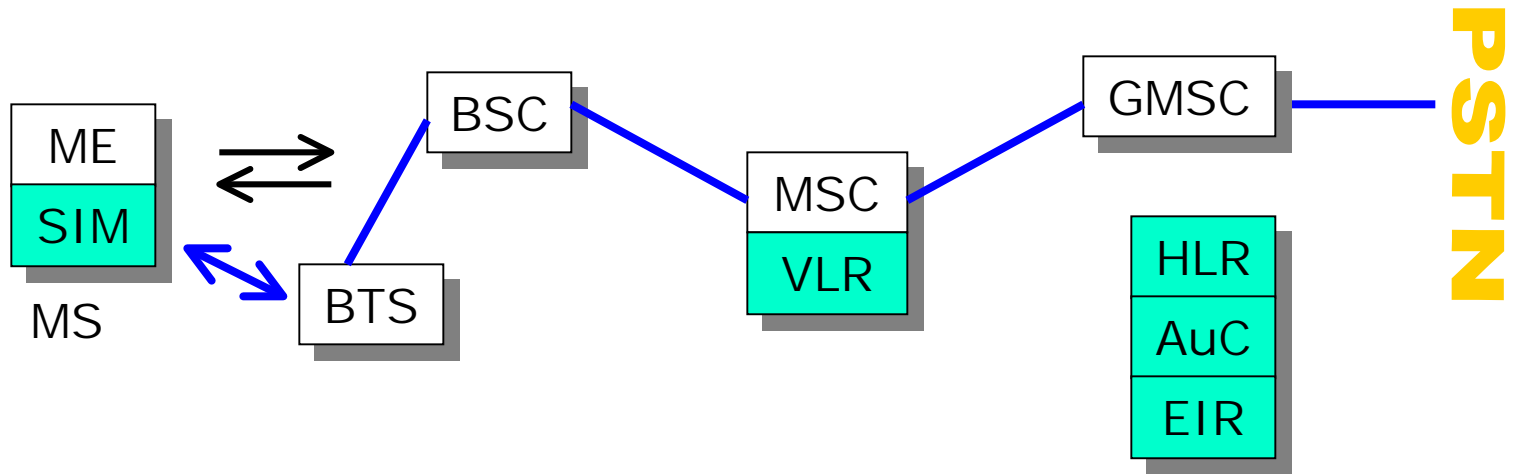 ME
SIM
MS
BTS
BSC
MSC
VLR
GMSC
HLR
AuC
EIR
PSTN